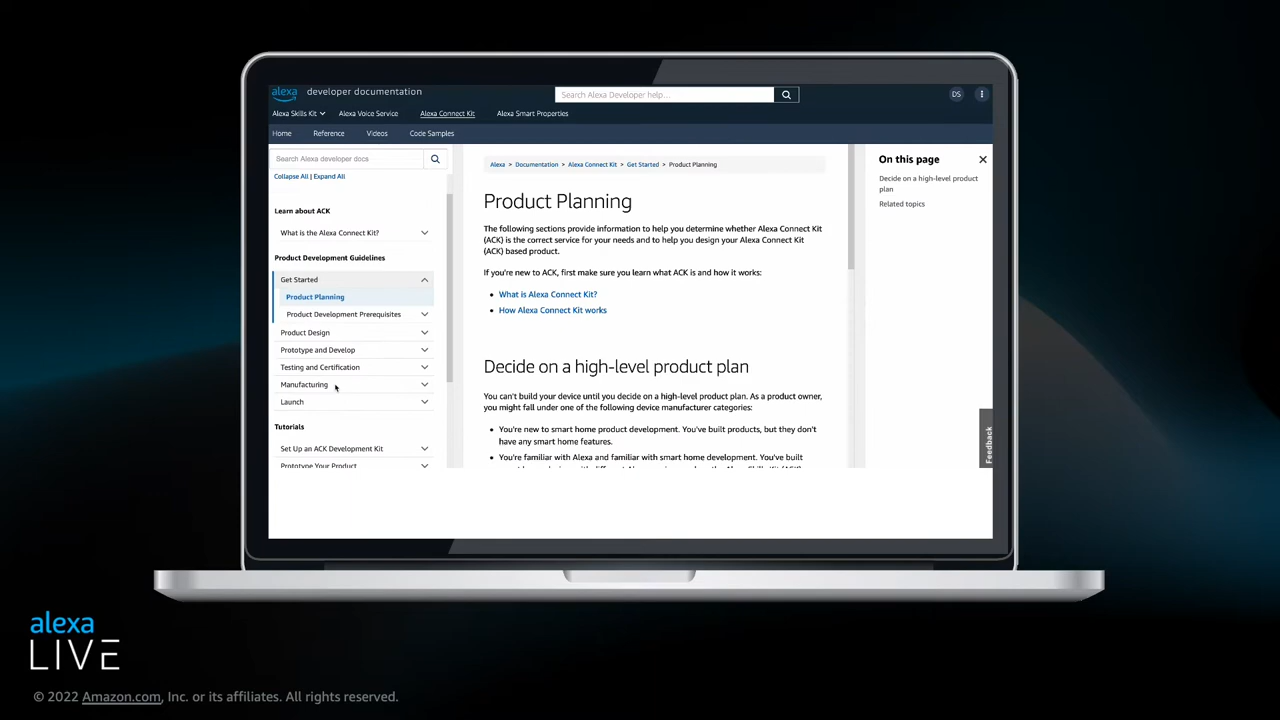 alexa
developer documentation
Search Alexa Developer help...
DS
Alexa Skills Kit
Alexa Voice Service
Alexa Connect Kit
Alexa Smart Properties
Home
Reference
Videos
Code Samples
Search Alexa developer docs
Collapse All | Expand All
Learn about ACK
What is the Alexa Connect Kit?
Product Development Guidelines
Get Started
Product Planning
Product Development Prerequisites
Product Design
Prototype and Develop
Testing and Certification
Manufacturing
Launch
Tutorials
Set Up an ACK Development Kit
Prototype Your Product
Alexa > Documentation > Alexa Connect Kit > Get Started > Product Planning
Product Planning
The following sections provide information to help you determine whether Alexa Connect Kit
(ACK) is the correct service for your needs and to help you design your Alexa Connect Kit
(ACK) based product.
If you're new to ACK, first make sure you learn what ACK is and how it works:
• What is Alexa Connect Kit?
• How Alexa Connect Kit works
Decide on a high-level product plan
You can't build your device until you decide on a high-level product plan. As a product owner,
you might fall under one of the following device manufacturer categories:
• You're new to smart home product development. You've built products, but they don't
have any smart home features.
• You're familiar with Alexa and familiar with smart home development. You've built
On this page
Decide on a high-level product
plan
Related topics
Feedback
alexa
LIVE
© 2022 Amazon.com, Inc. or its affiliates. All rights reserved.